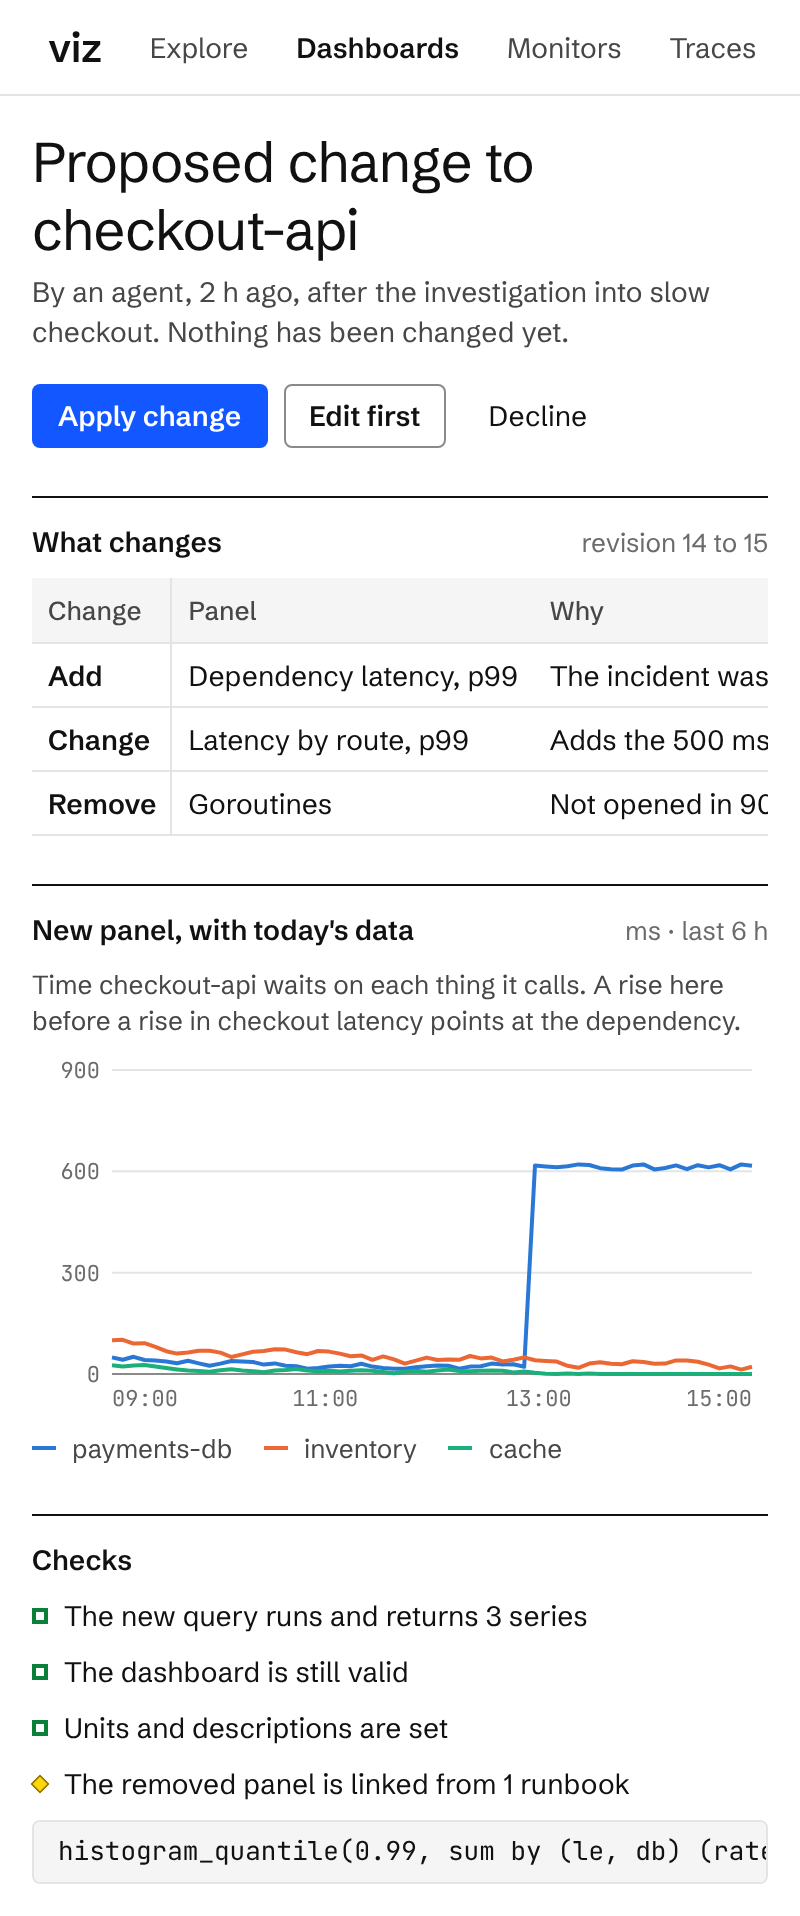 viz Explore Dashboards Monitors Traces
Proposed change to
checkout-api
By an agent, 2 h ago, after the investigation into slow
checkout. Nothing has been changed yet.
Apply change Edit first Decline
What changes revision 14 to 15
Change Panel Why
Add Dependency latency, p99 The incident was
Change Latency by route, p99 Adds the 500 ms
Remove Goroutines Not opened in 90
New panel, with today's data ms · last 6 h
Time checkout-api waits on each thing it calls. A rise here
before a rise in checkout latency points at the dependency.
900
600
300
0
09:00 11:00 13:00 15:00
payments-db inventory cache
Checks
The new query runs and returns 3 series
The dashboard is still valid
Units and descriptions are set
The removed panel is linked from 1 runbook
histogram_quantile(0.99, sum by (le, db) (rate